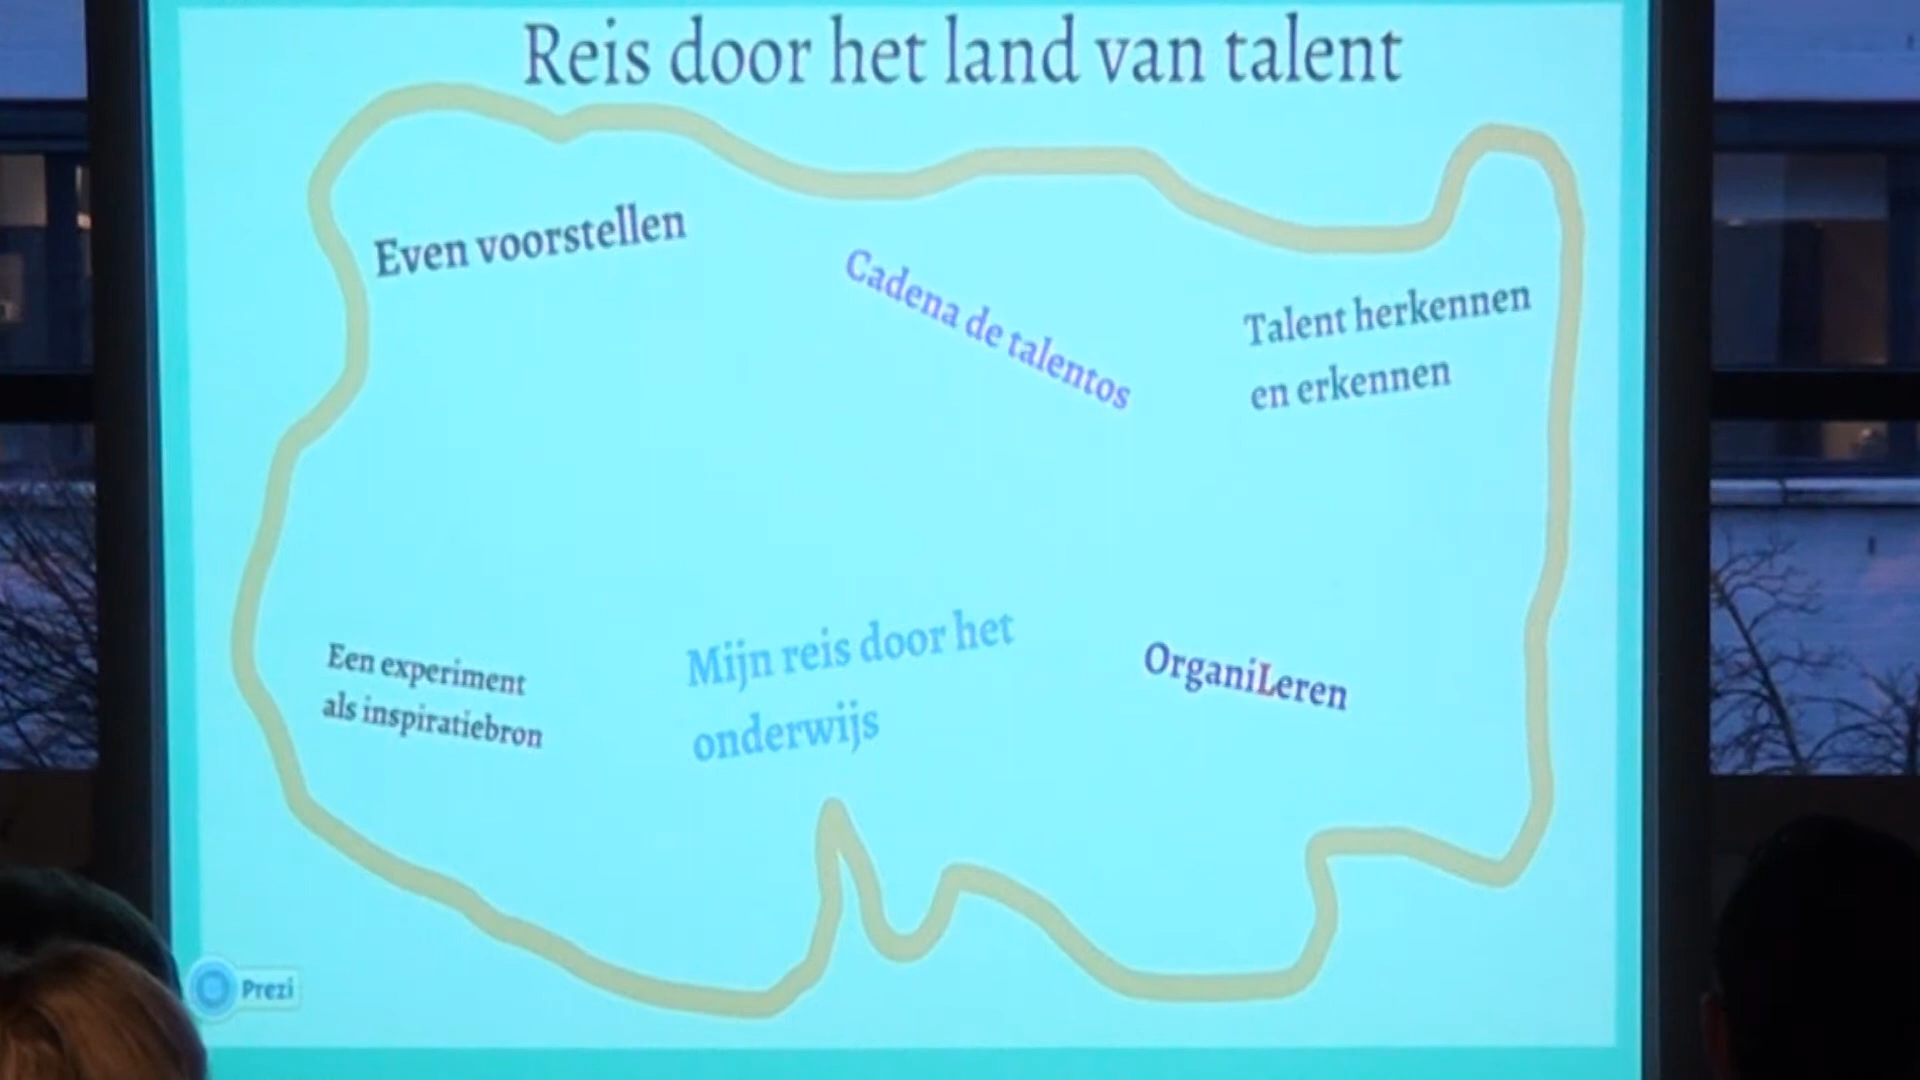 Reis door het land van talent
Even voorstellen
Cadena de talentos
Talent herkennen
en erkennen
Een experiment
als inspiratiebron
Mijn reis door het
onderwijs
OrganiLeren
Prezi